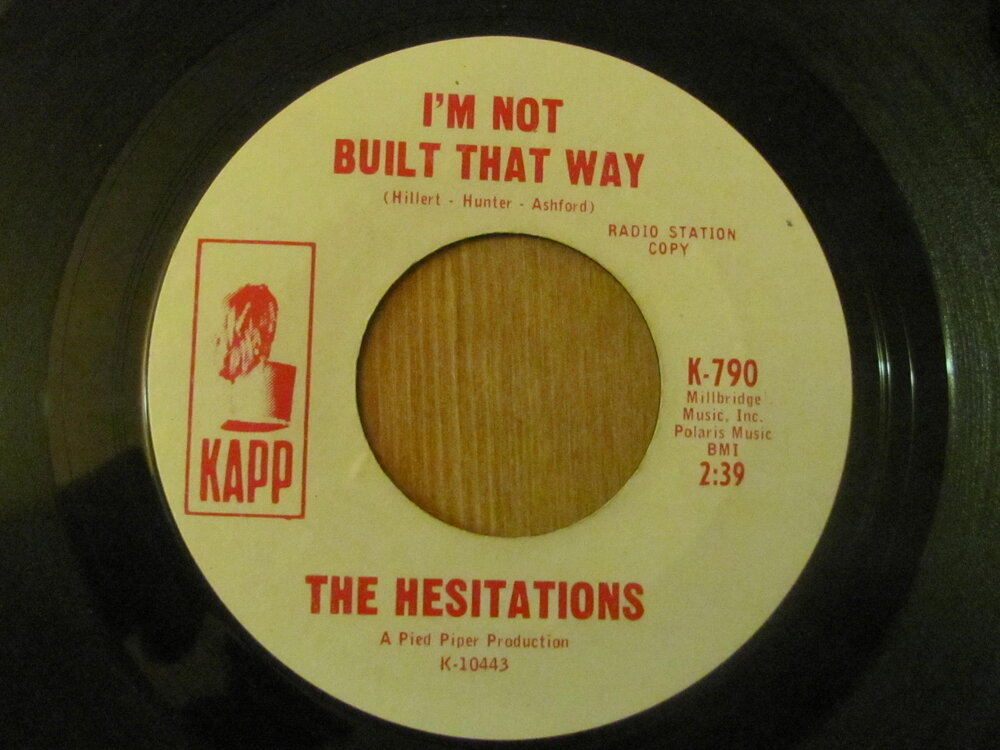 I'M NOT
BUILT THAT WAY
(Hillert - Hunter - Ashford)
RADIO STATION
COPY
KAPP
K-790
Millbridge
Music, Inc.
Polaris Music
BMI
2:39
THE HESITATIONS
A Pied Piper Production
K-10443